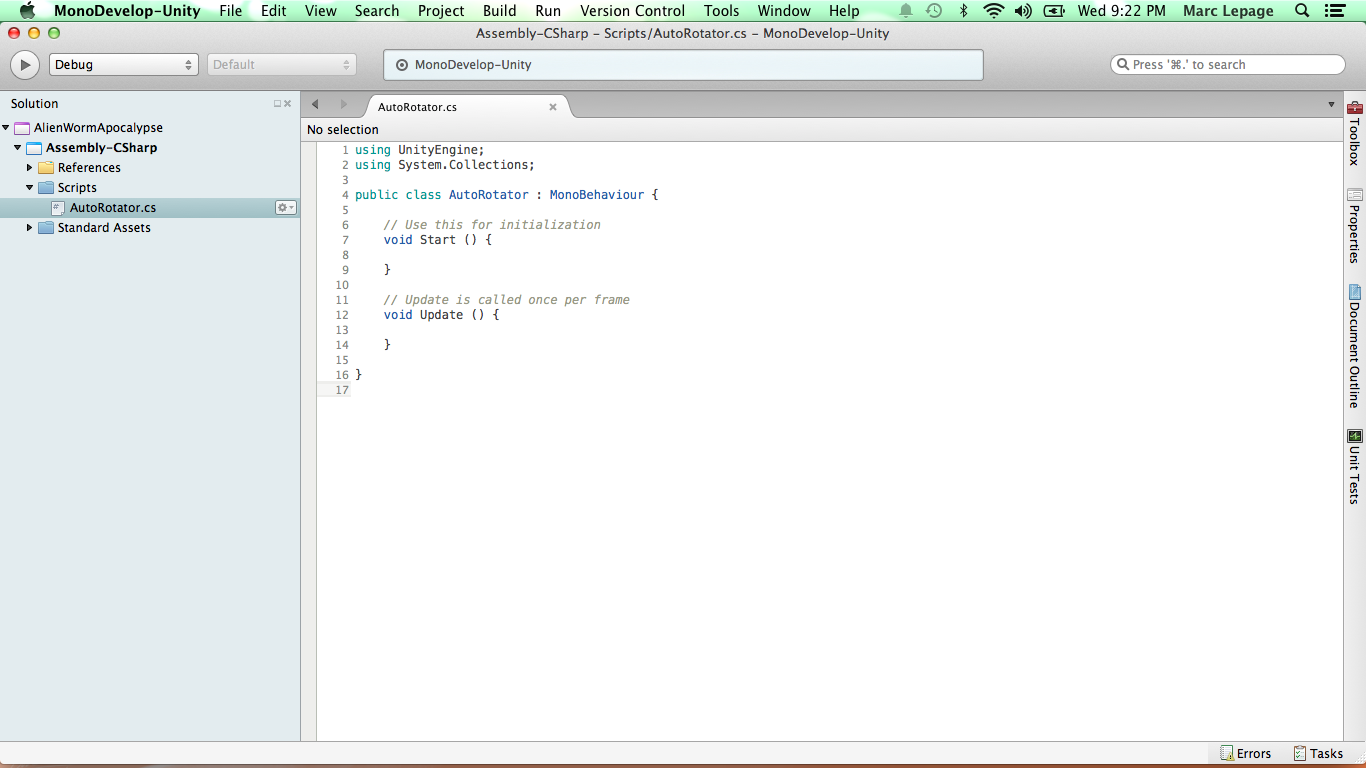 MonoDevelop-Unity File Edit View Search Project Build Run Version Control Tools Window Help Wed 9:22 PM Marc Lepage
Assembly-CSharp – Scripts/AutoRotator.cs – MonoDevelop-Unity
Debug Default MonoDevelop-Unity Press '⌘.' to search
Solution
AlienWormApocalypse
Assembly-CSharp
References
Scripts
AutoRotator.cs
Standard Assets
AutoRotator.cs
No selection
1 using UnityEngine;
2 using System.Collections;
3
4 public class AutoRotator : MonoBehaviour {
5
6     // Use this for initialization
7     void Start () {
8
9     }
10
11     // Update is called once per frame
12     void Update () {
13
14     }
15
16 }
17
Toolbox
Properties
Document Outline
Unit Tests
Errors Tasks